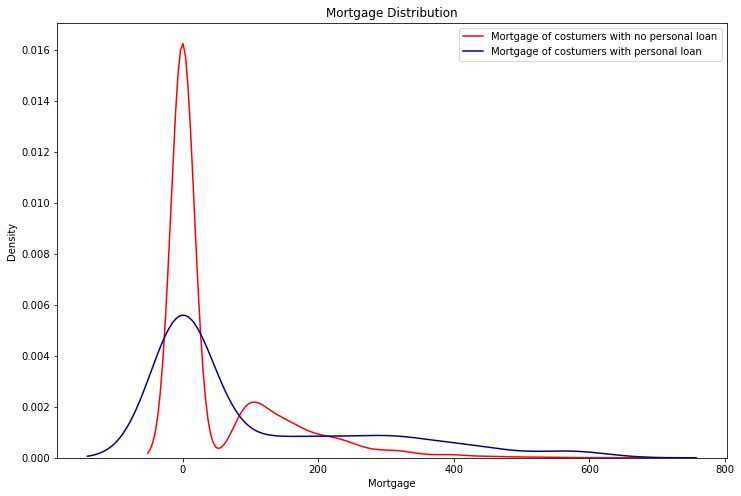 Mortgage Distribution
Mortgage of costumers with no personal loan
Mortgage of costumers with personal loan
0.016
0.014
0.012
0.010
0.008
0.006
0.004
0.002
0.000
Density
0
200
400
600
800
Mortgage